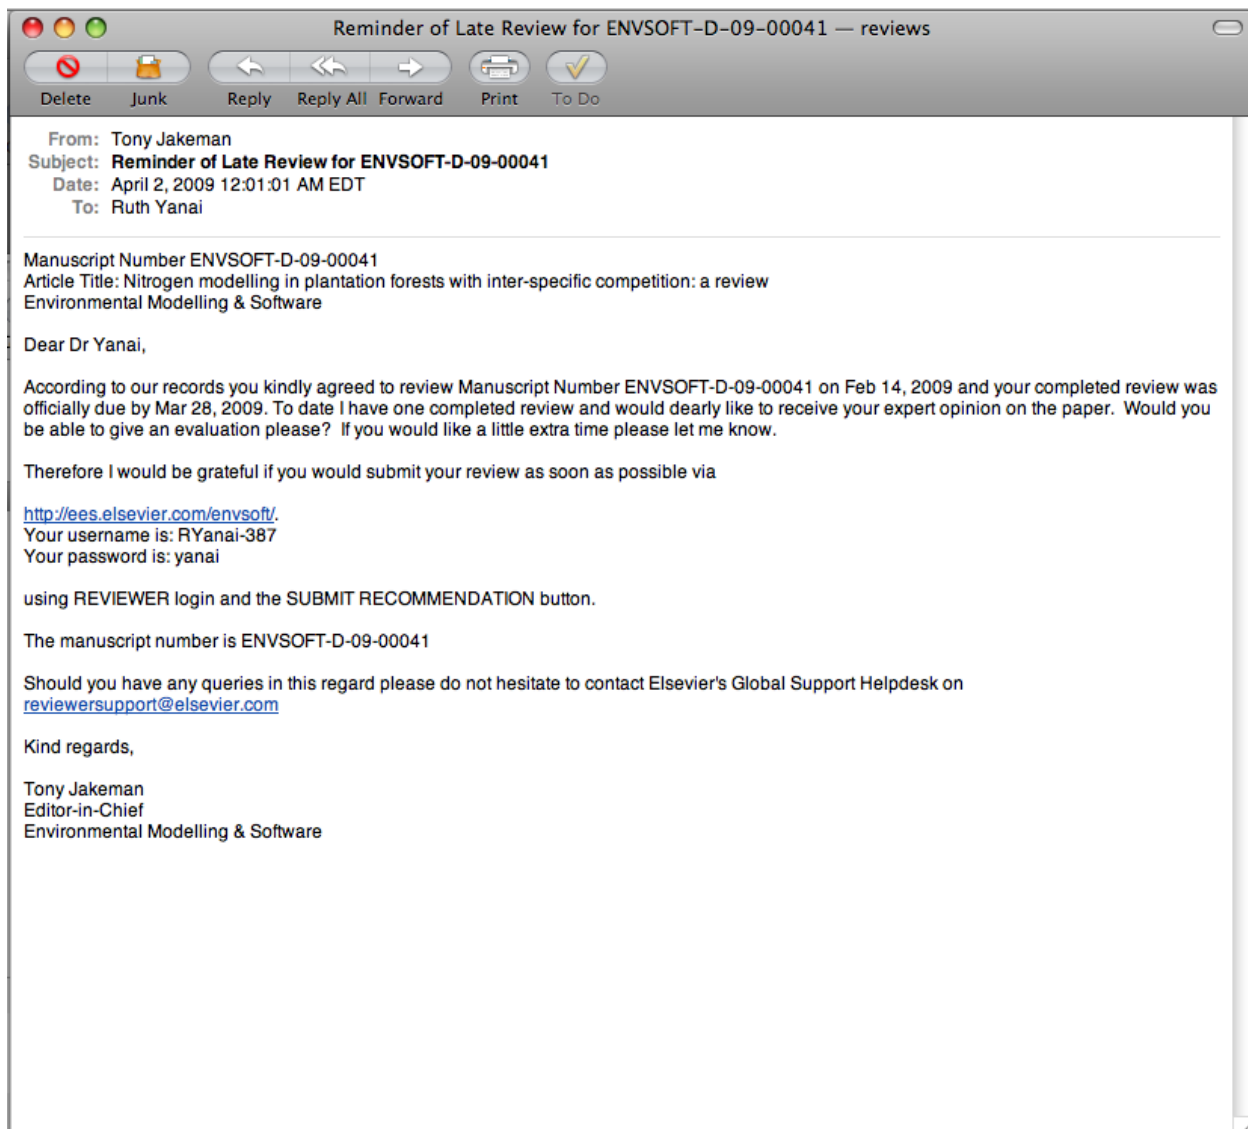 Reminder of Late Review for ENVSOFT-D-09-00041 — reviews
Delete Junk Reply Reply All Forward Print To Do
From: Tony Jakeman
Subject: Reminder of Late Review for ENVSOFT-D-09-00041
Date: April 2, 2009 12:01:01 AM EDT
To: Ruth Yanai
Manuscript Number ENVSOFT-D-09-00041
Article Title: Nitrogen modelling in plantation forests with inter-specific competition: a review
Environmental Modelling & Software
Dear Dr Yanai,
According to our records you kindly agreed to review Manuscript Number ENVSOFT-D-09-00041 on Feb 14, 2009 and your completed review was
officially due by Mar 28, 2009. To date I have one completed review and would dearly like to receive your expert opinion on the paper.  Would you
be able to give an evaluation please?  If you would like a little extra time please let me know.
Therefore I would be grateful if you would submit your review as soon as possible via
http://ees.elsevier.com/envsoft/.
Your username is: RYanai-387
Your password is: yanai
using REVIEWER login and the SUBMIT RECOMMENDATION button.
The manuscript number is ENVSOFT-D-09-00041
Should you have any queries in this regard please do not hesitate to contact Elsevier's Global Support Helpdesk on
reviewersupport@elsevier.com
Kind regards,
Tony Jakeman
Editor-in-Chief
Environmental Modelling & Software